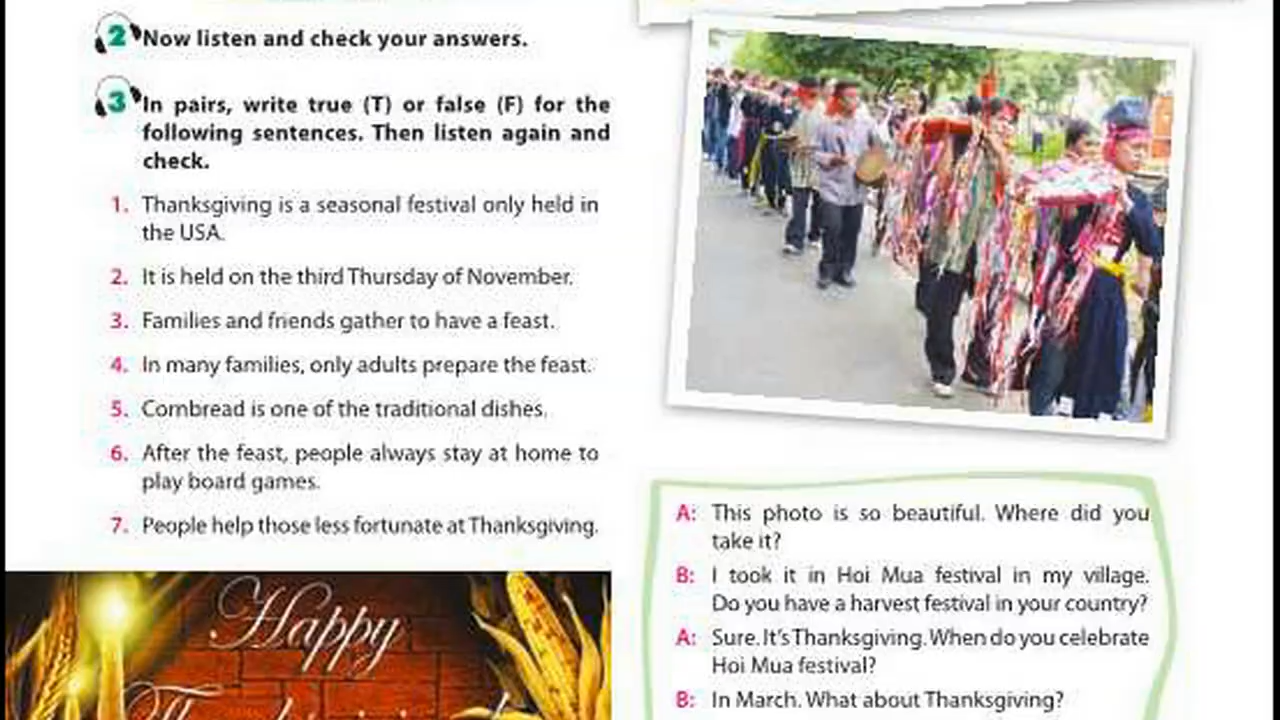 2 Now listen and check your answers.
3 In pairs, write true (T) or false (F) for the
following sentences. Then listen again and
check.
1. Thanksgiving is a seasonal festival only held in
the USA.
2. It is held on the third Thursday of November.
3. Families and friends gather to have a feast.
4. In many families, only adults prepare the feast.
5. Cornbread is one of the traditional dishes.
6. After the feast, people always stay at home to
play board games.
7. People help those less fortunate at Thanksgiving.
Happy
A: This photo is so beautiful. Where did you
take it?
B: I took it in Hoi Mua festival in my village.
Do you have a harvest festival in your country?
A: Sure. It's Thanksgiving. When do you celebrate
Hoi Mua festival?
B: In March. What about Thanksgiving?